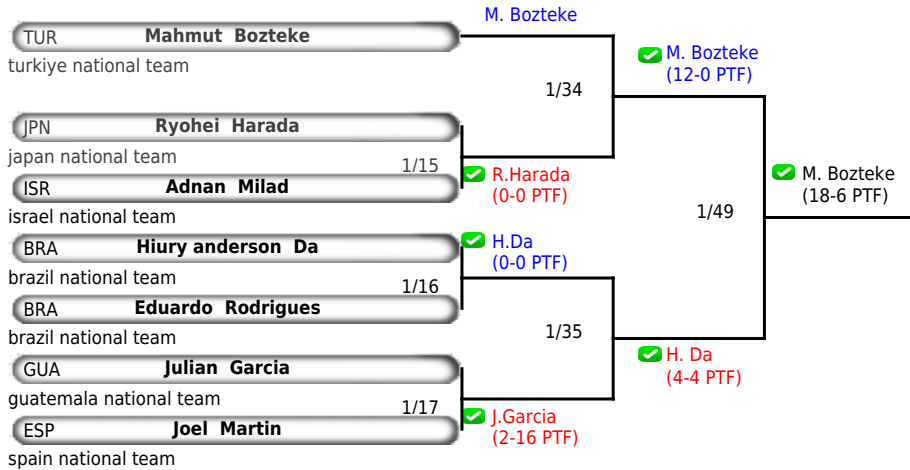 M. Bozteke
TUR Mahmut Bozteke
turkiye national team
M. Bozteke
(12-0 PTF)
1/34
JPN Ryohei Harada
japan national team
1/15
R.Harada
(0-0 PTF)
ISR Adnan Milad
israel national team
M. Bozteke
(18-6 PTF)
1/49
BRA Hiury anderson Da
brazil national team
H.Da
(0-0 PTF)
1/16
BRA Eduardo Rodrigues
brazil national team
1/35
H. Da
(4-4 PTF)
GUA Julian Garcia
guatemala national team
1/17
J.Garcia
(2-16 PTF)
ESP Joel Martin
spain national team